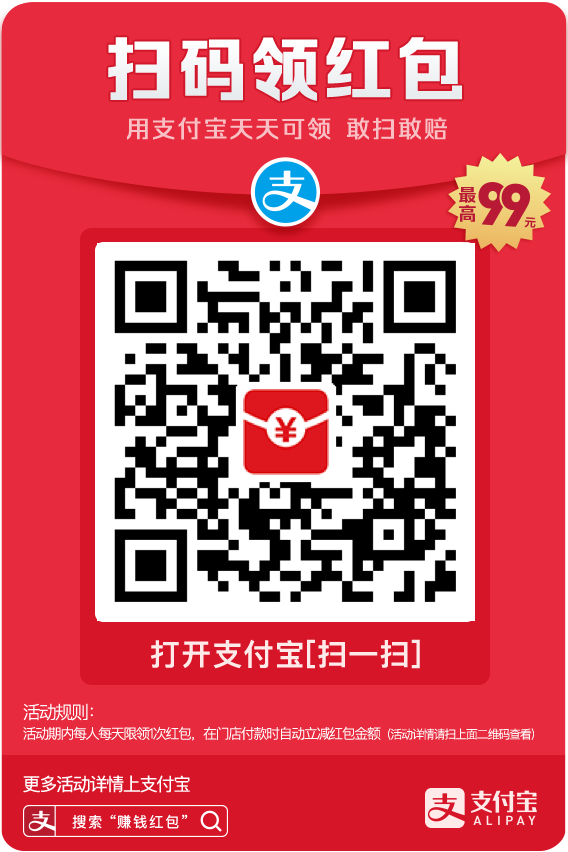 扫码领红包
用支付宝天天可领 敢扫敢赔
支
最高99元
¥
打开支付宝[扫一扫]
活动规则：
活动期内每人每天限领1次红包，在门店付款时自动立减红包金额（活动详情请扫上面二维码查看）
更多活动详情上支付宝
支 搜索“赚钱红包”
支 支付宝
ALIPAY